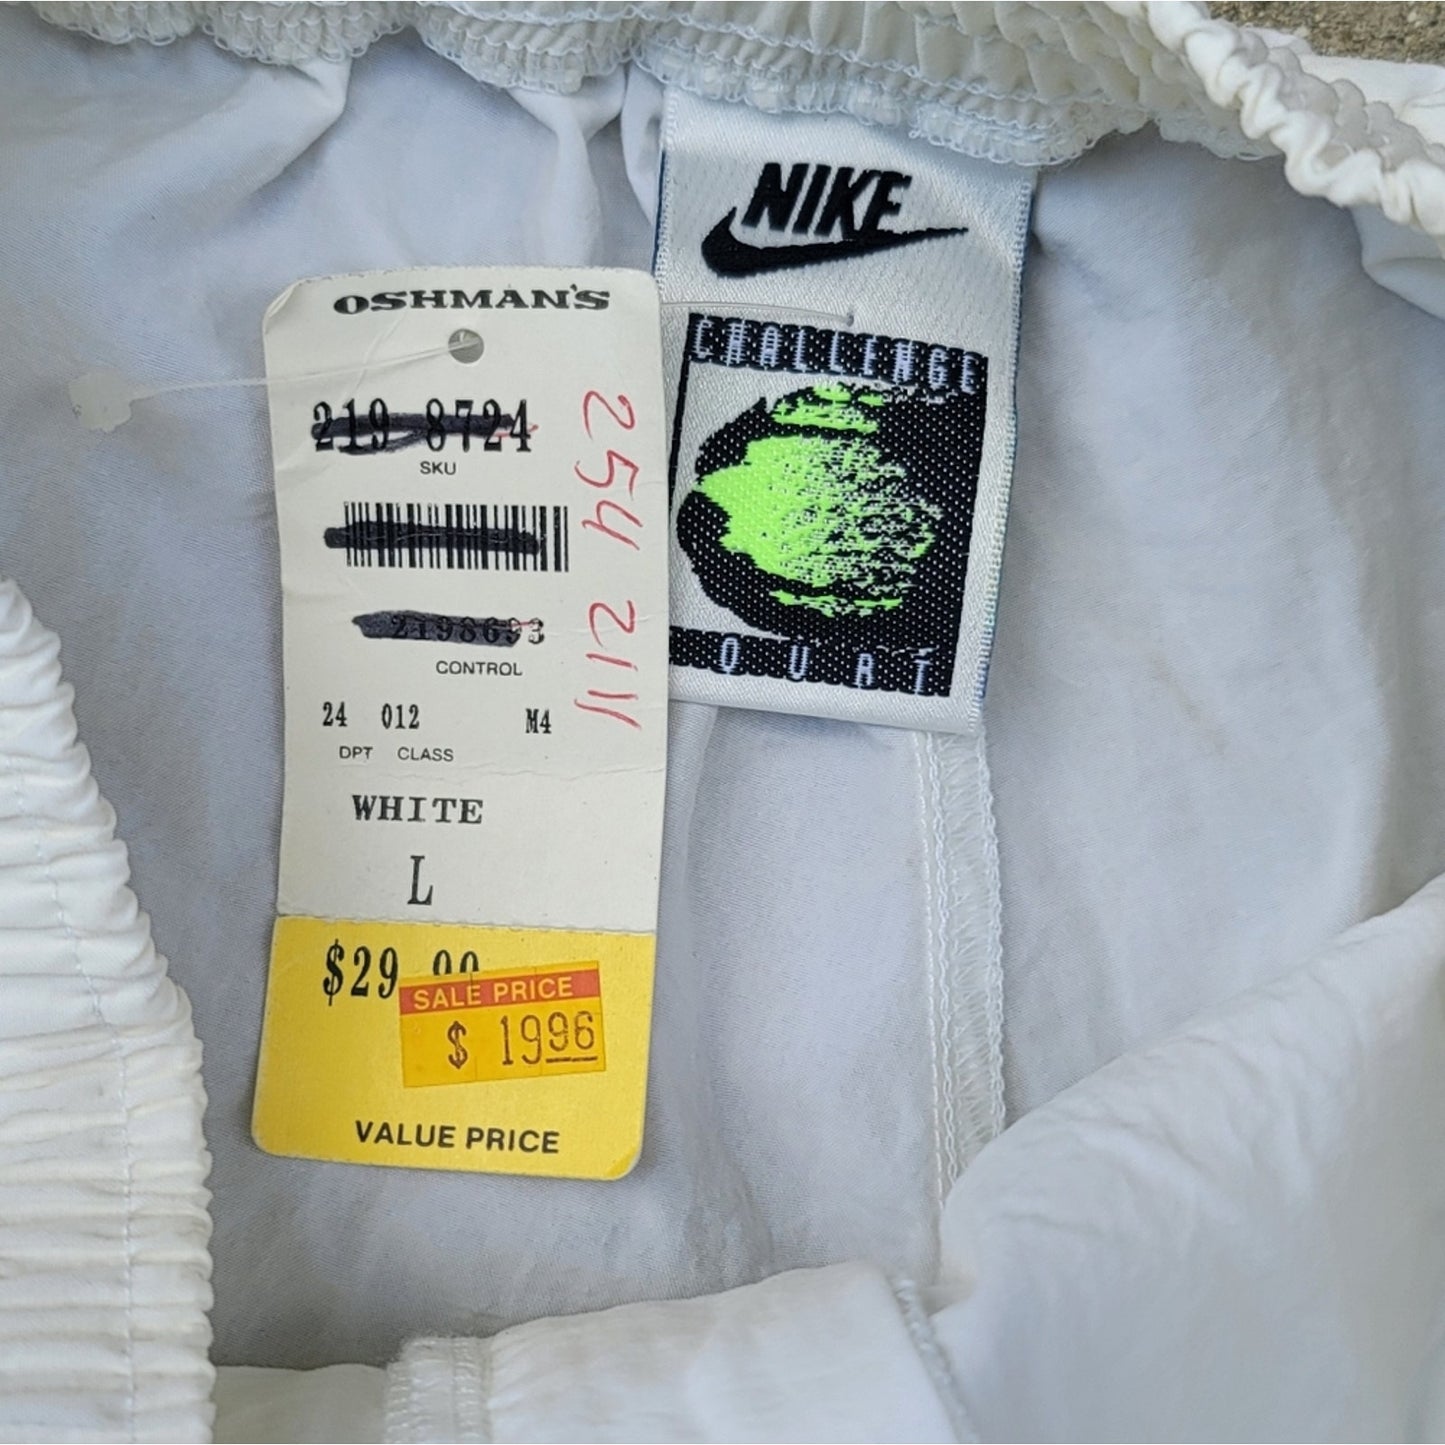 OSHMAN'S
219 8724
SKU
2198693
CONTROL
24 012 M4
DPT CLASS
WHITE
L
$29.00
SALE PRICE
$ 1996
VALUE PRICE
254 2111
NIKE
CHALLENGE
COURT